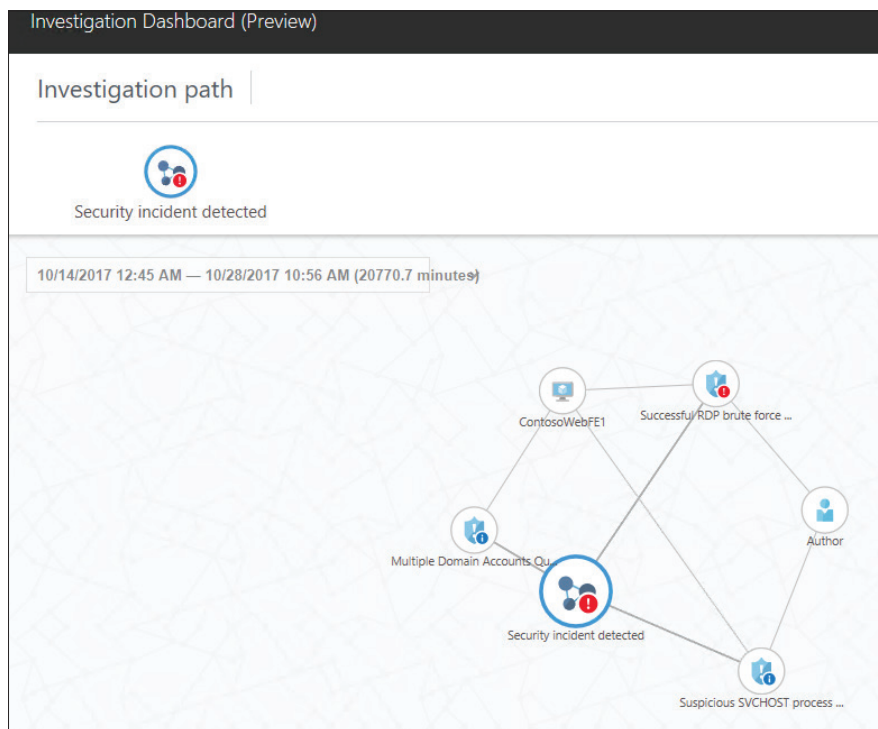 Investigation Dashboard (Preview)
Investigation path
Security incident detected
10/14/2017 12:45 AM — 10/28/2017 10:56 AM (20770.7 minutes)
ContosoWebFE1
Successful RDP brute force ...
Author
Multiple Domain Accounts Qu...
Security incident detected
Suspicious SVCHOST process ...